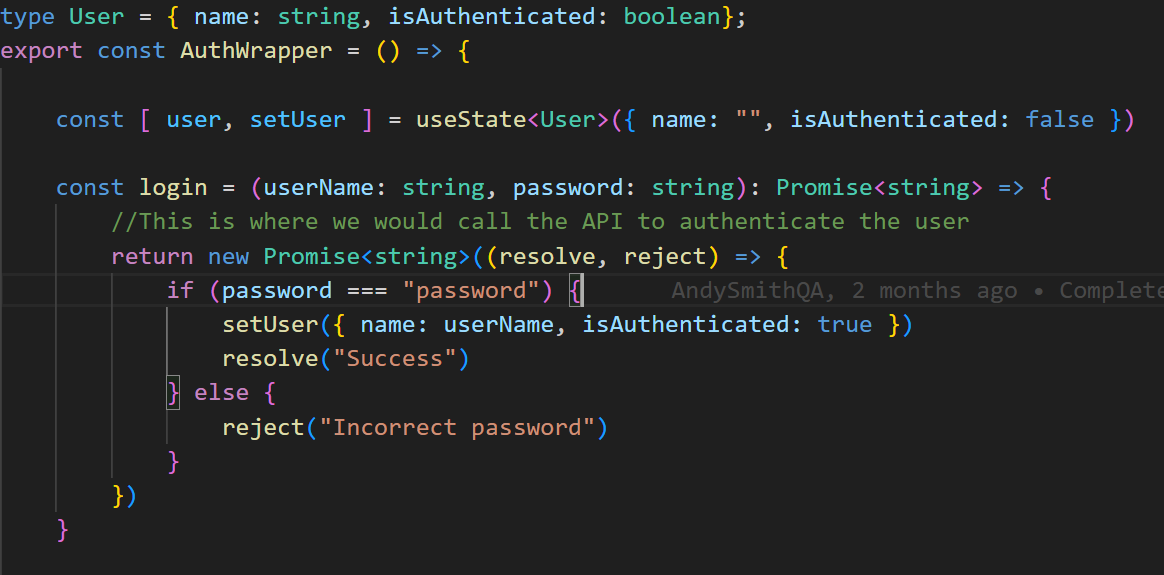 type User = { name: string, isAuthenticated: boolean};
export const AuthWrapper = () => {
const [ user, setUser ] = useState<User>({ name: "", isAuthenticated: false })
const login = (userName: string, password: string): Promise<string> => {
//This is where we would call the API to authenticate the user
return new Promise<string>((resolve, reject) => {
if (password === "password") { AndySmithQA, 2 months ago • Complete
setUser({ name: userName, isAuthenticated: true })
resolve("Success")
} else {
reject("Incorrect password")
}
})
}